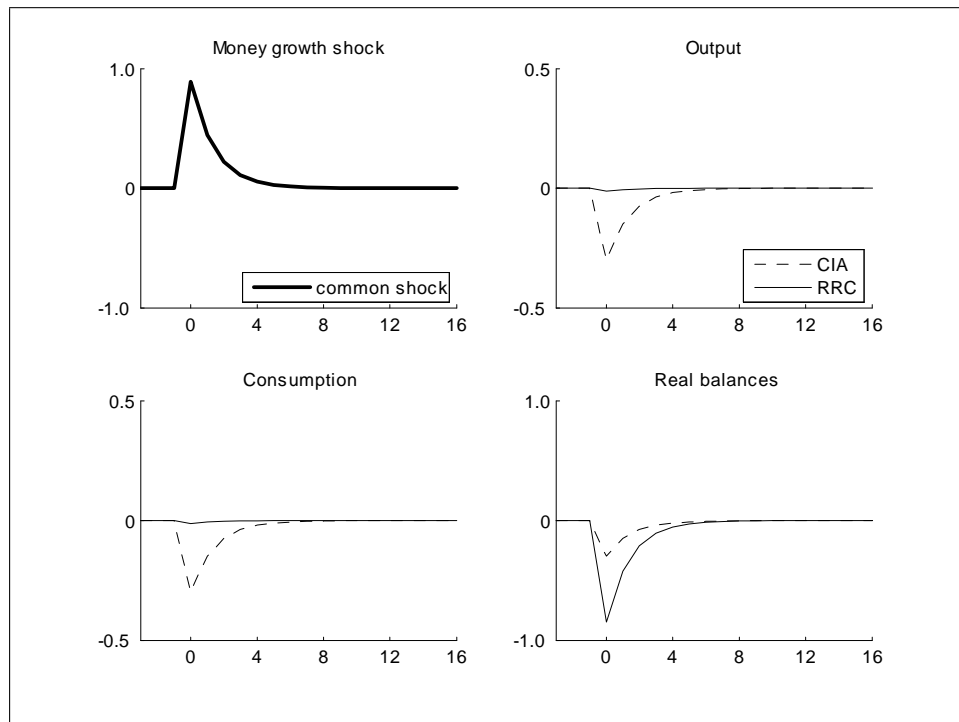 Money growth shock
1.0
0
-1.0
0 4 8 12 16
common shock
Output
0.5
0
-0.5
0 4 8 12 16
CIA
RRC
Consumption
0.5
0
-0.5
0 4 8 12 16
Real balances
1.0
0
-1.0
0 4 8 12 16